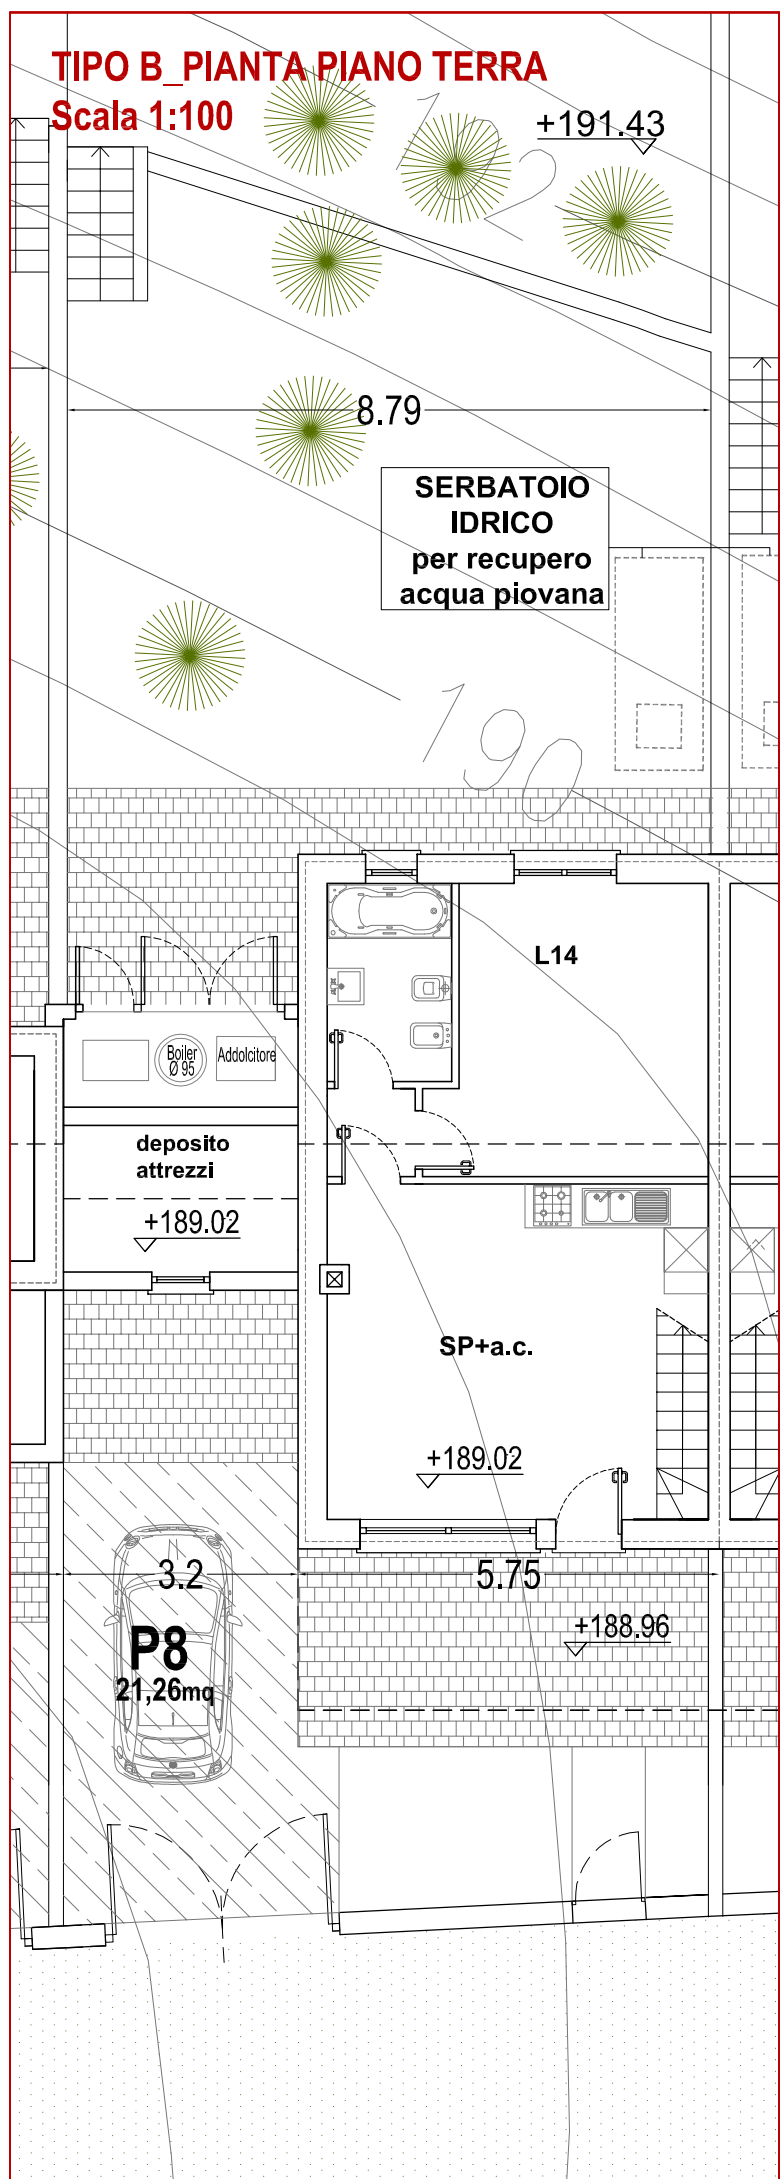 TIPO B_PIANTA PIANO TERRA
Scala 1:100
192
+191.43
8.79
SERBATOIO
IDRICO
per recupero
acqua piovana
190
L14
Boiler
Ø 95
Addolcitore
deposito
attrezzi
+189.02
SP+a.c.
+189.02
3.2
5.75
P8
21,26mq
+188.96